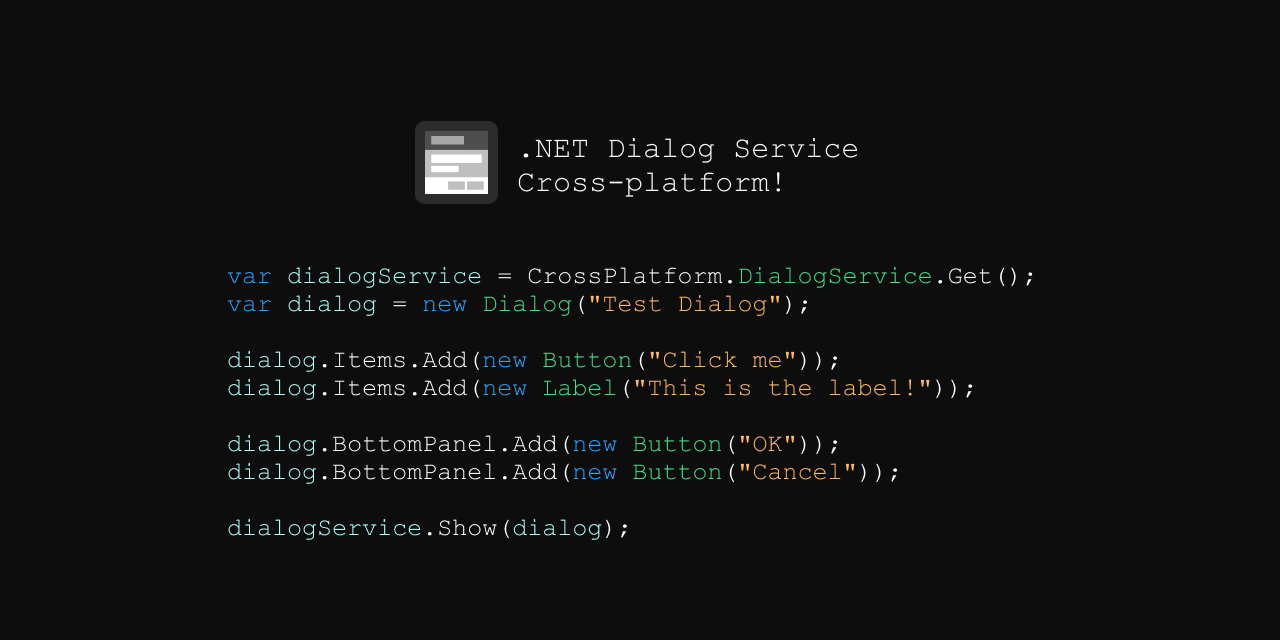 .NET Dialog Service
Cross-platform!
var dialogService = CrossPlatform.DialogService.Get();
var dialog = new Dialog("Test Dialog");
dialog.Items.Add(new Button("Click me"));
dialog.Items.Add(new Label("This is the label!"));
dialog.BottomPanel.Add(new Button("OK"));
dialog.BottomPanel.Add(new Button("Cancel"));
dialogService.Show(dialog);